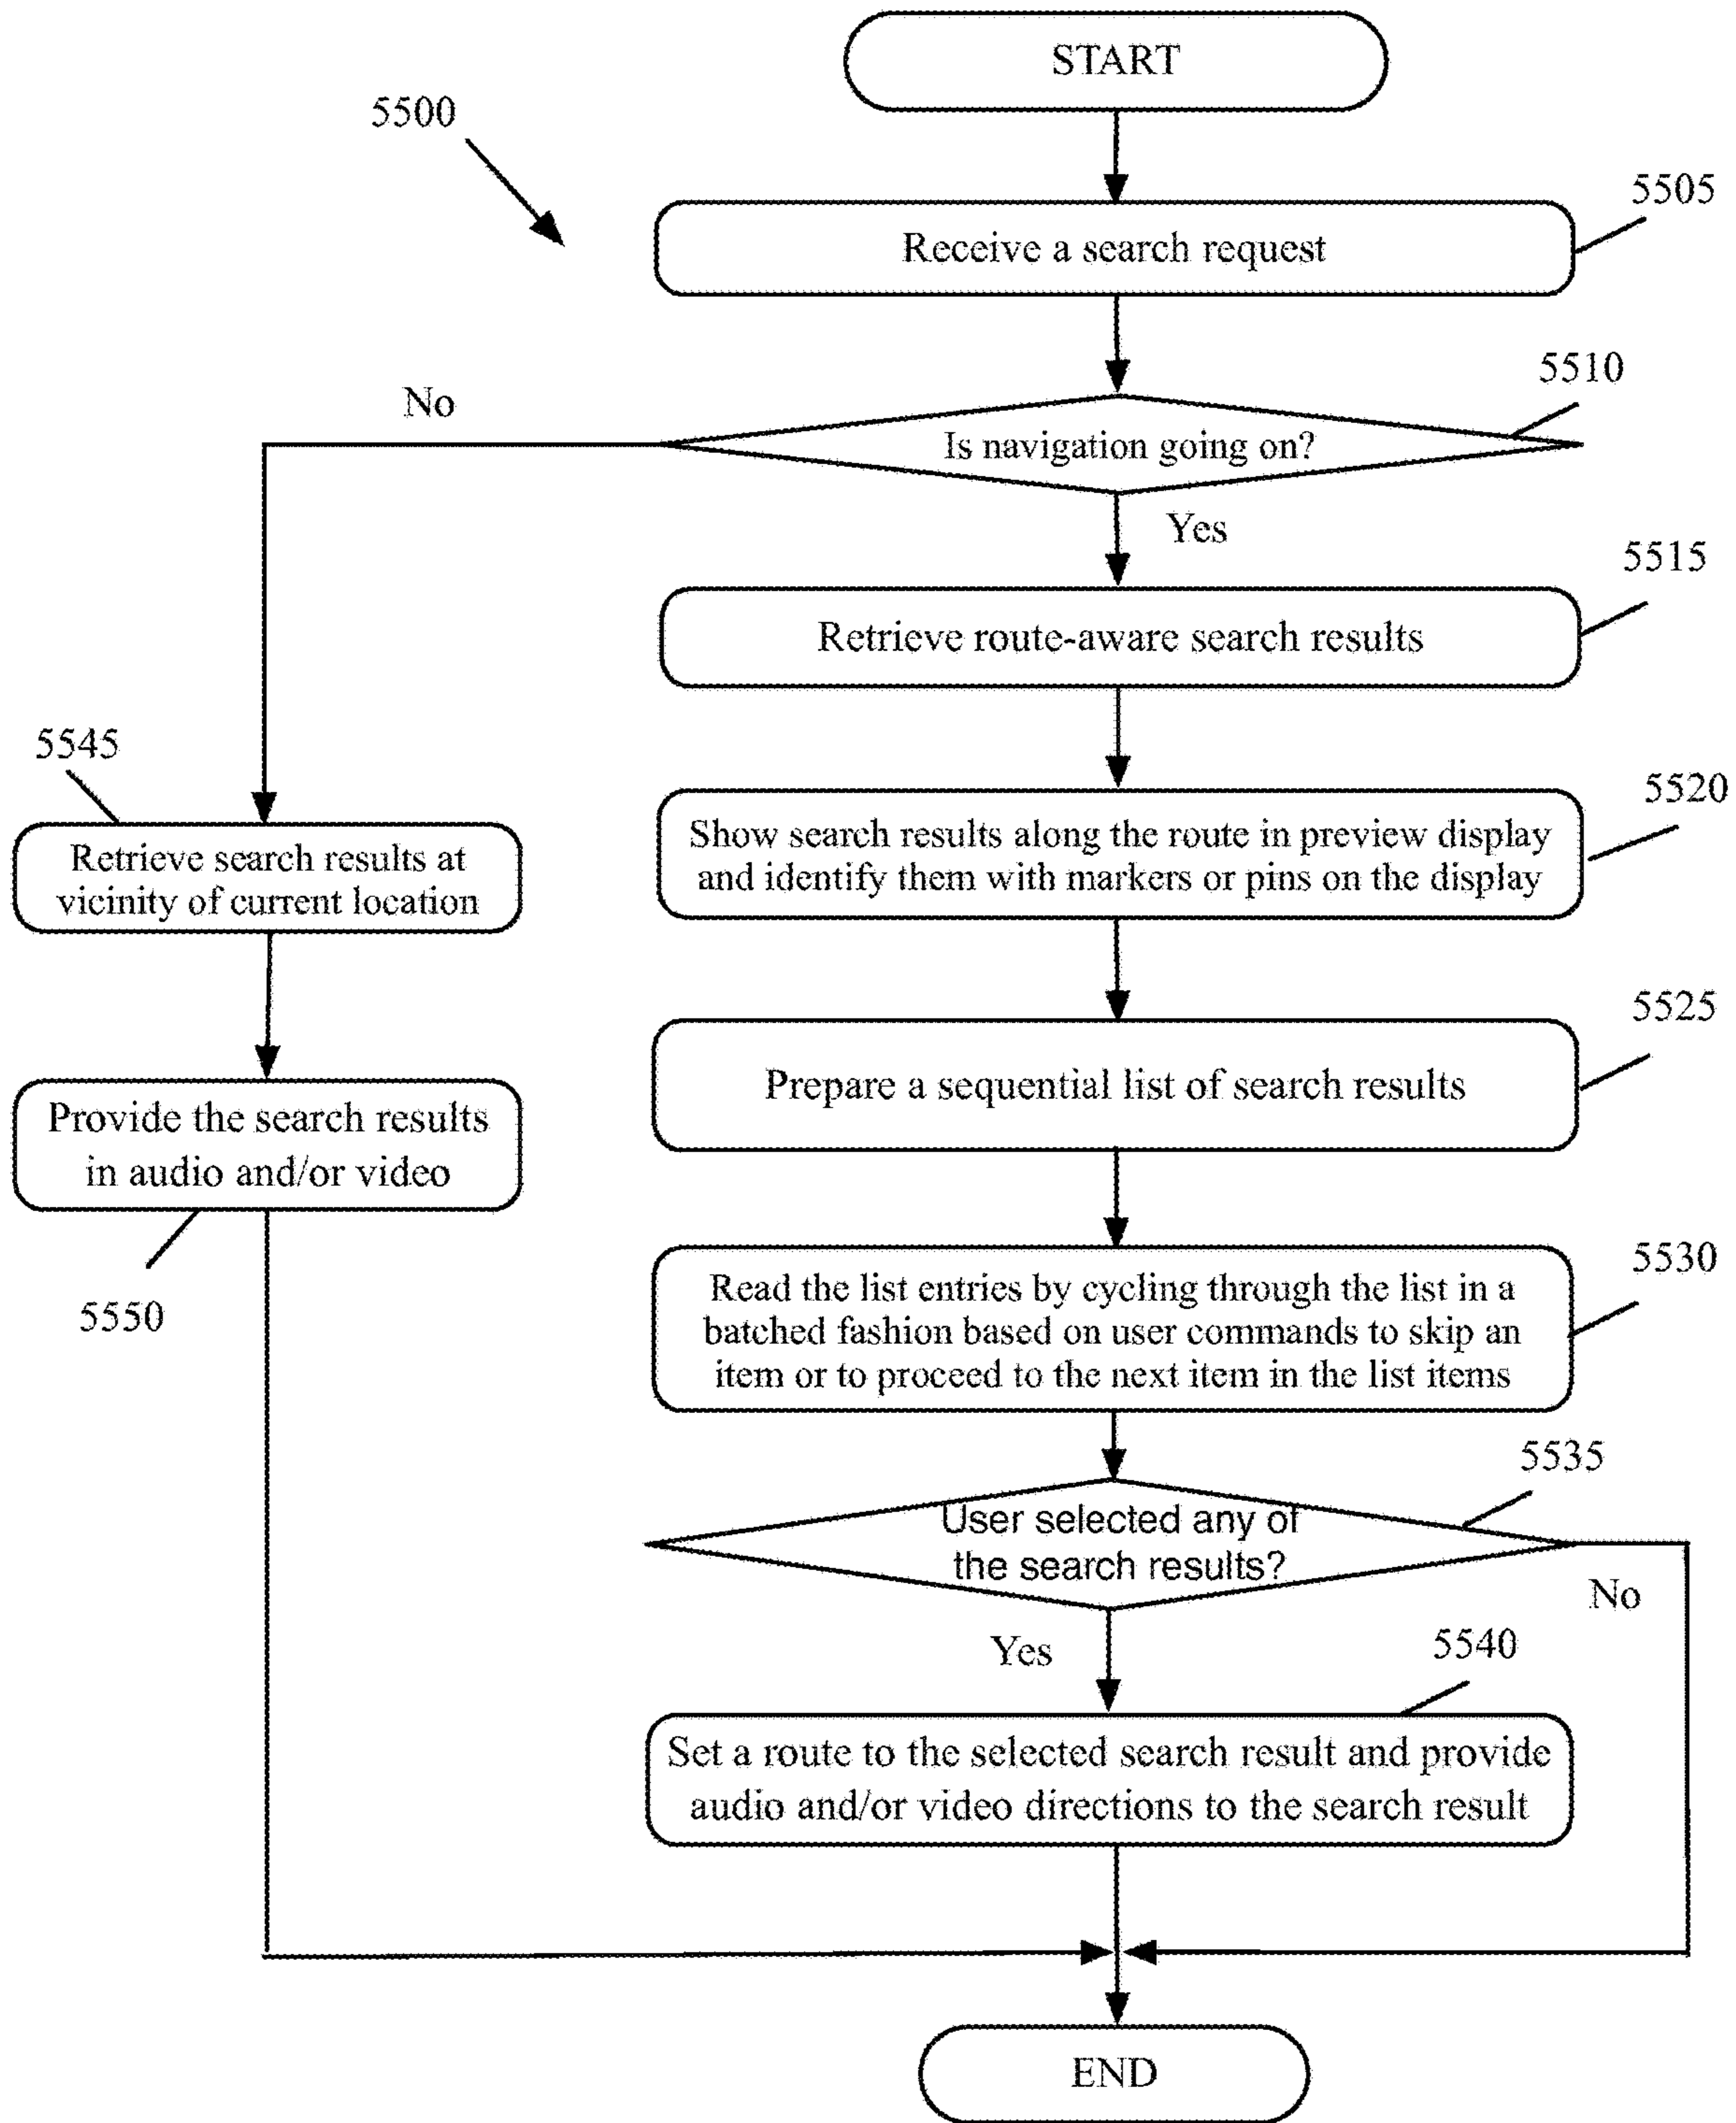 START
5500
5505
Receive a search request
5510
No
Is navigation going on?
Yes
5515
Retrieve route-aware search results
5545
5520
Show search results along the route in preview display
and identify them with markers or pins on the display
Retrieve search results at
vicinity of current location
5525
Prepare a sequential list of search results
Provide the search results
in audio and/or video
5550
5530
Read the list entries by cycling through the list in a
batched fashion based on user commands to skip an
item or to proceed to the next item in the list items
5535
User selected any of
the search results?
No
Yes
5540
Set a route to the selected search result and provide
audio and/or video directions to the search result
END